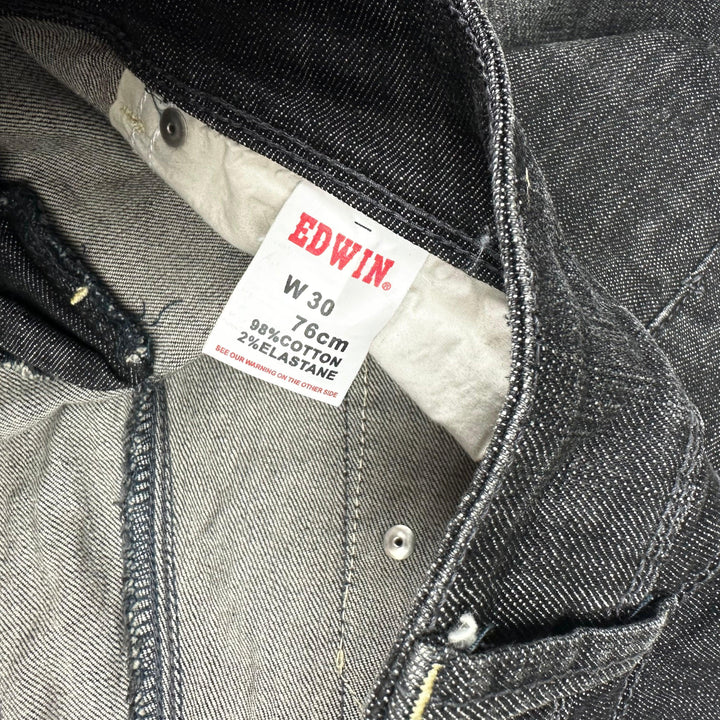 EDWIN®
W 30
76cm
98%COTTON
2%ELASTANE
SEE OUR WARNING ON THE OTHER SIDE